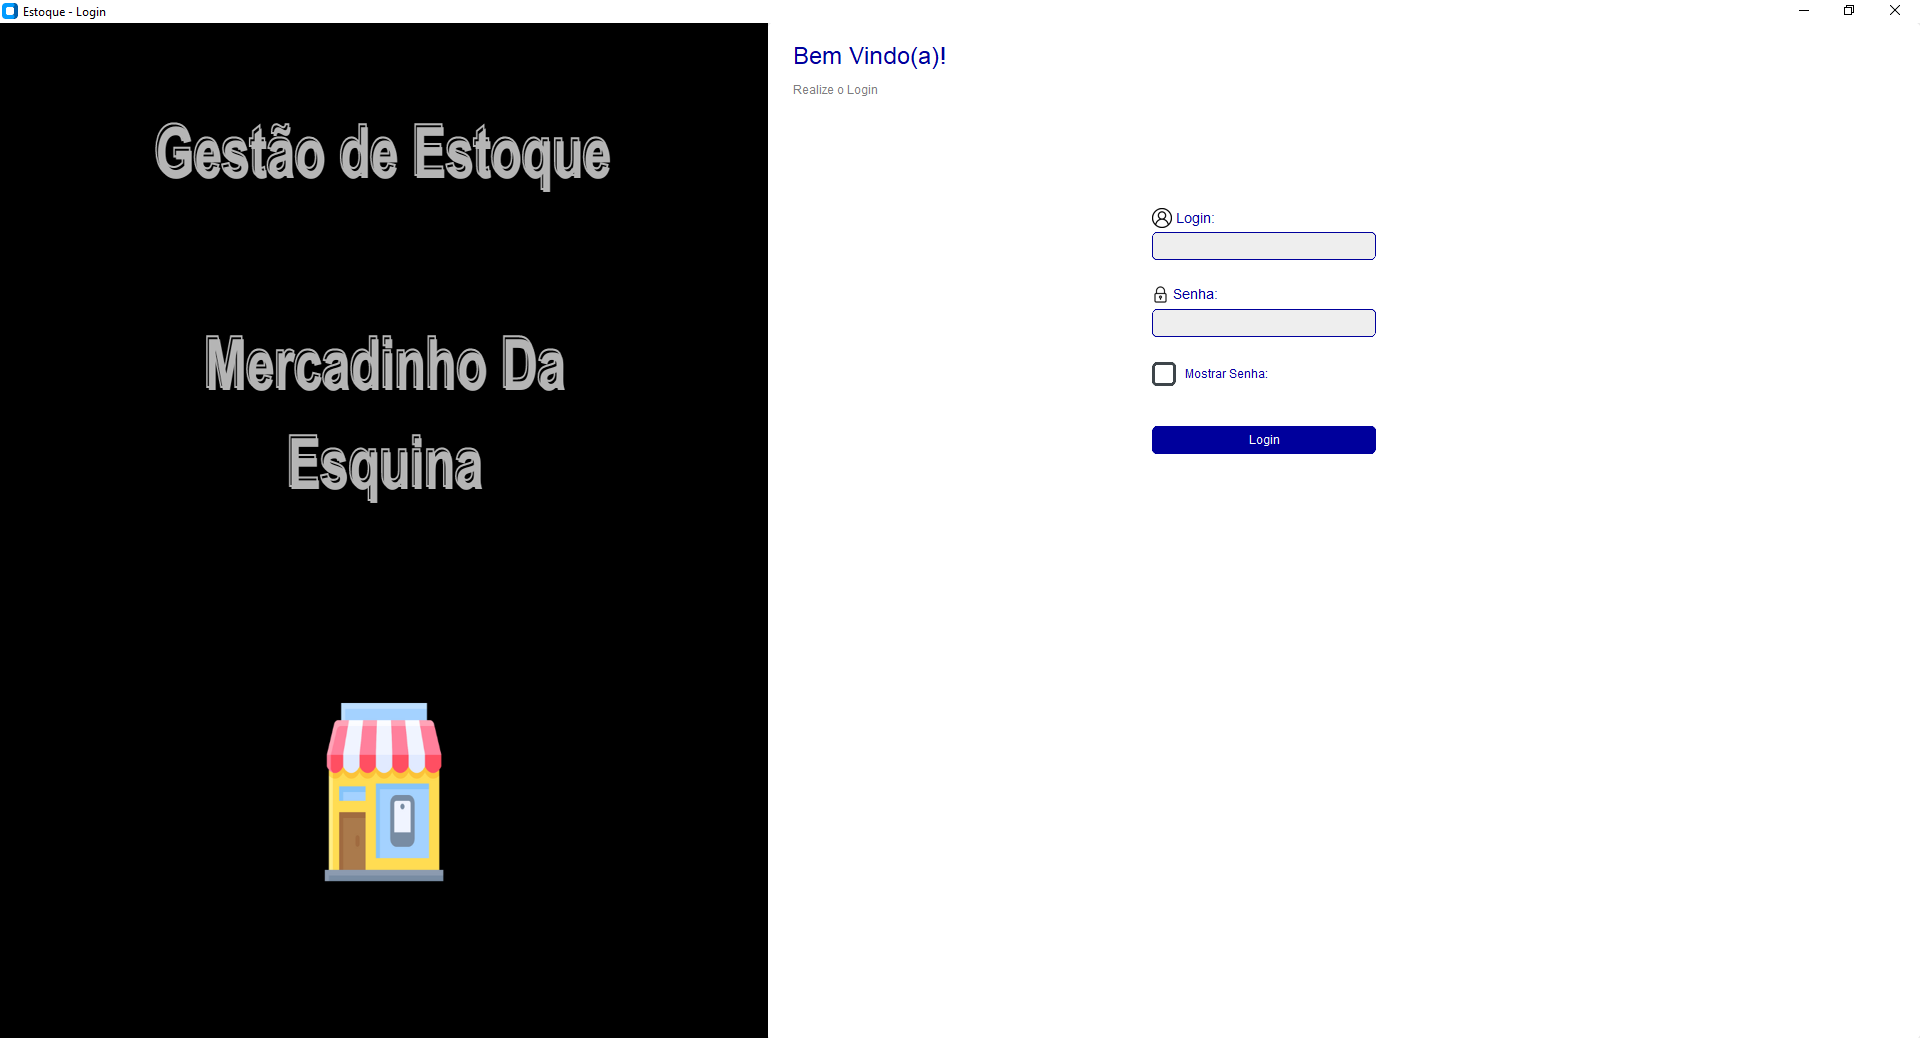 Estoque - Login
Gestão de Estoque
Mercadinho Da
Esquina
Bem Vindo(a)!
Realize o Login
Login:
Senha:
Mostrar Senha:
Login